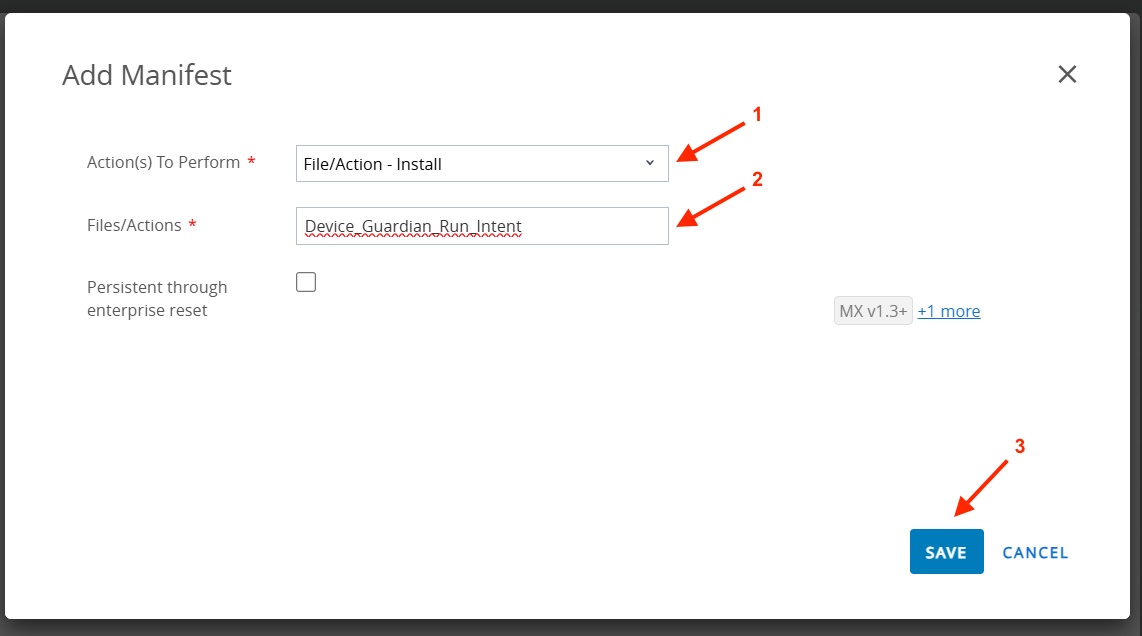 Add Manifest
1
Action(s) To Perform *
File/Action - Install
2
Files/Actions *
Device_Guardian_Run_Intent
Persistent through
enterprise reset
MX v1.3+ +1 more
3
SAVE CANCEL